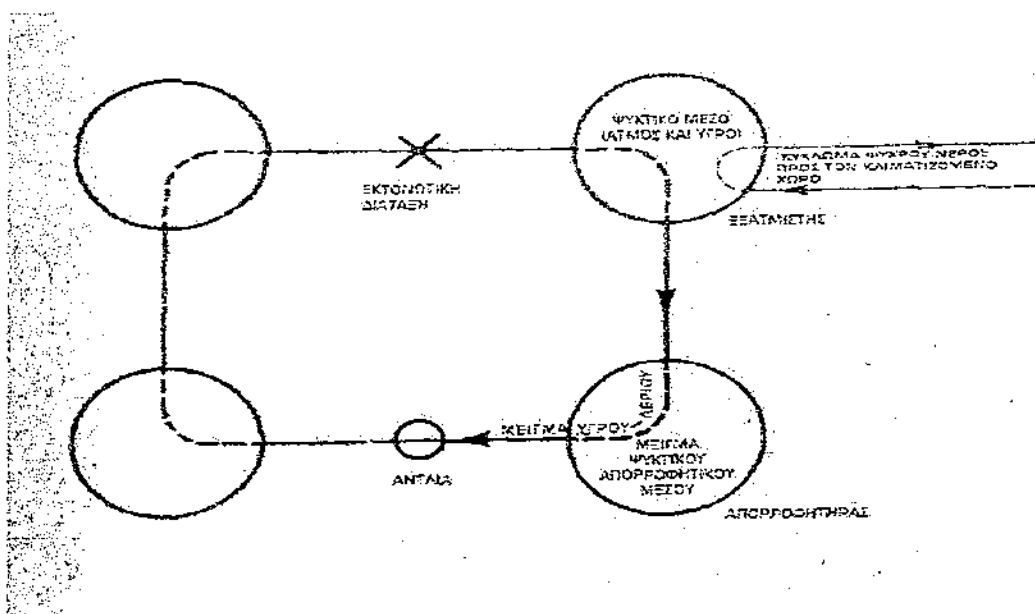 ΨΥΚΤΙΚΟ ΜΕΣΟ
(ΑΤΜΟΣ ΚΑΙ ΥΓΡΟ)
ΕΚΤΟΝΩΤΙΚΗ
ΔΙΑΤΑΞΗ
ΚΥΚΛΩΜΑ ΨΥΧΡΟΥ ΝΕΡΟΥ
ΠΡΟΣ ΤΟΝ ΚΛΙΜΑΤΙΖΟΜΕΝΟ
ΧΩΡΟ
ΕΞΑΤΜΙΣΤΗΣ
ΑΕΡΙΟΥ
ΜΕΙΓΜΑ ΥΓΡΟΥ
ΜΕΙΓΜΑ
ΨΥΚΤΙΚΟΥ
ΑΠΟΡΡΟΦΗΤΙΚΟΥ
ΜΕΣΟΥ
ΑΝΤΛΙΑ
ΑΠΟΡΡΟΦΗΤΗΡΑΣ